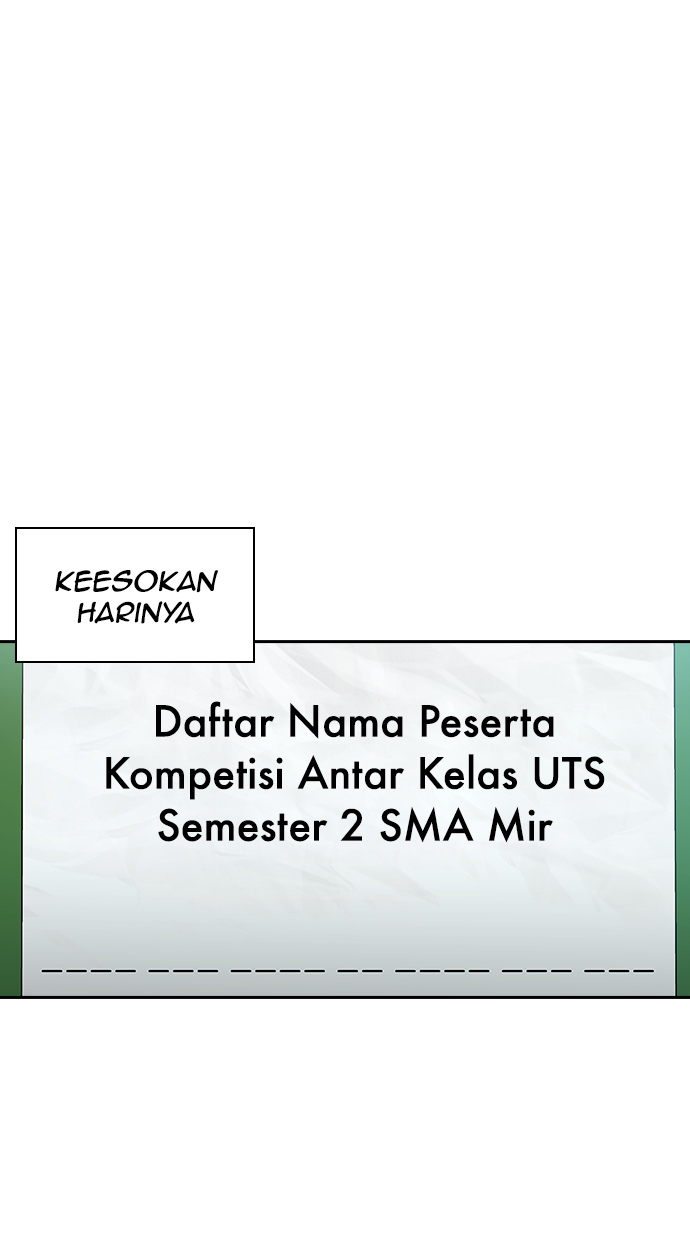 KEESOKAN
HARINYA
Daftar Nama Peserta
Kompetisi Antar Kelas UTS
Semester 2 SMA Mir